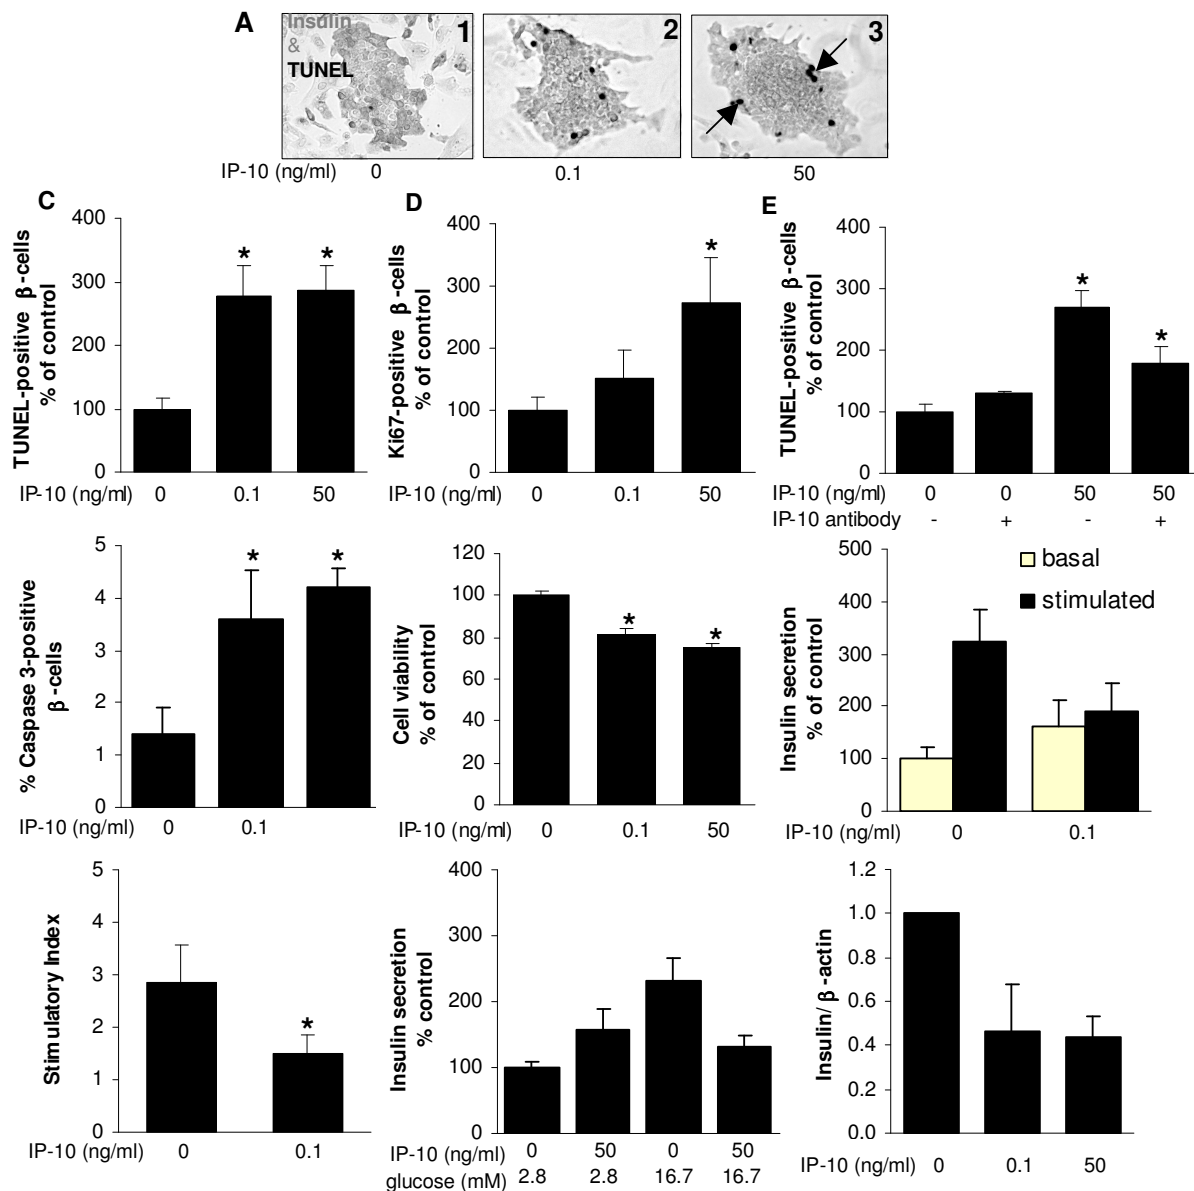 A
Insulin
&
TUNEL
1
2
3
IP-10 (ng/ml) 0 0.1 50
C
TUNEL-positive β-cells
% of control
400
300
200
100
0
* *
IP-10 (ng/ml) 0 0.1 50
D
Ki67-positive β-cells
% of control
400
300
200
100
0
*
IP-10 (ng/ml) 0 0.1 50
E
TUNEL-positive β-cells
% of control
400
300
200
100
0
* *
IP-10 (ng/ml) 0 0 50 50
IP-10 antibody - + - +
% Caspase 3-positive
β-cells
5
4
3
2
1
0
* *
IP-10 (ng/ml) 0 0.1
Cell viability
% of control
120
100
80
60
40
20
0
* *
IP-10 (ng/ml) 0 0.1 50
Insulin secretion
% of control
500
400
300
200
100
0
basal
stimulated
IP-10 (ng/ml) 0 0.1
Stimulatory Index
5
4
3
2
1
0
*
IP-10 (ng/ml) 0 0.1
Insulin secretion
% control
400
300
200
100
0
IP-10 (ng/ml) 0 50 0 50
glucose (mM) 2.8 2.8 16.7 16.7
Insulin/ β-actin
1.2
1.0
0.8
0.6
0.4
0.2
0.0
IP-10 (ng/ml) 0 0.1 50